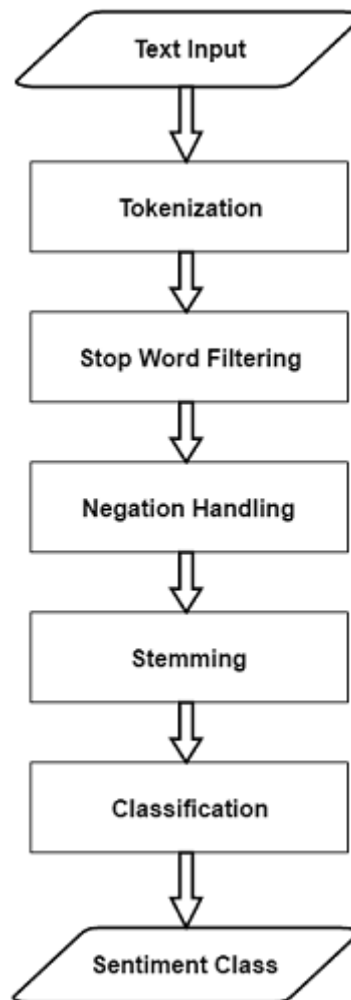 Text Input
Tokenization
Stop Word Filtering
Negation Handling
Stemming
Classification
Sentiment Class